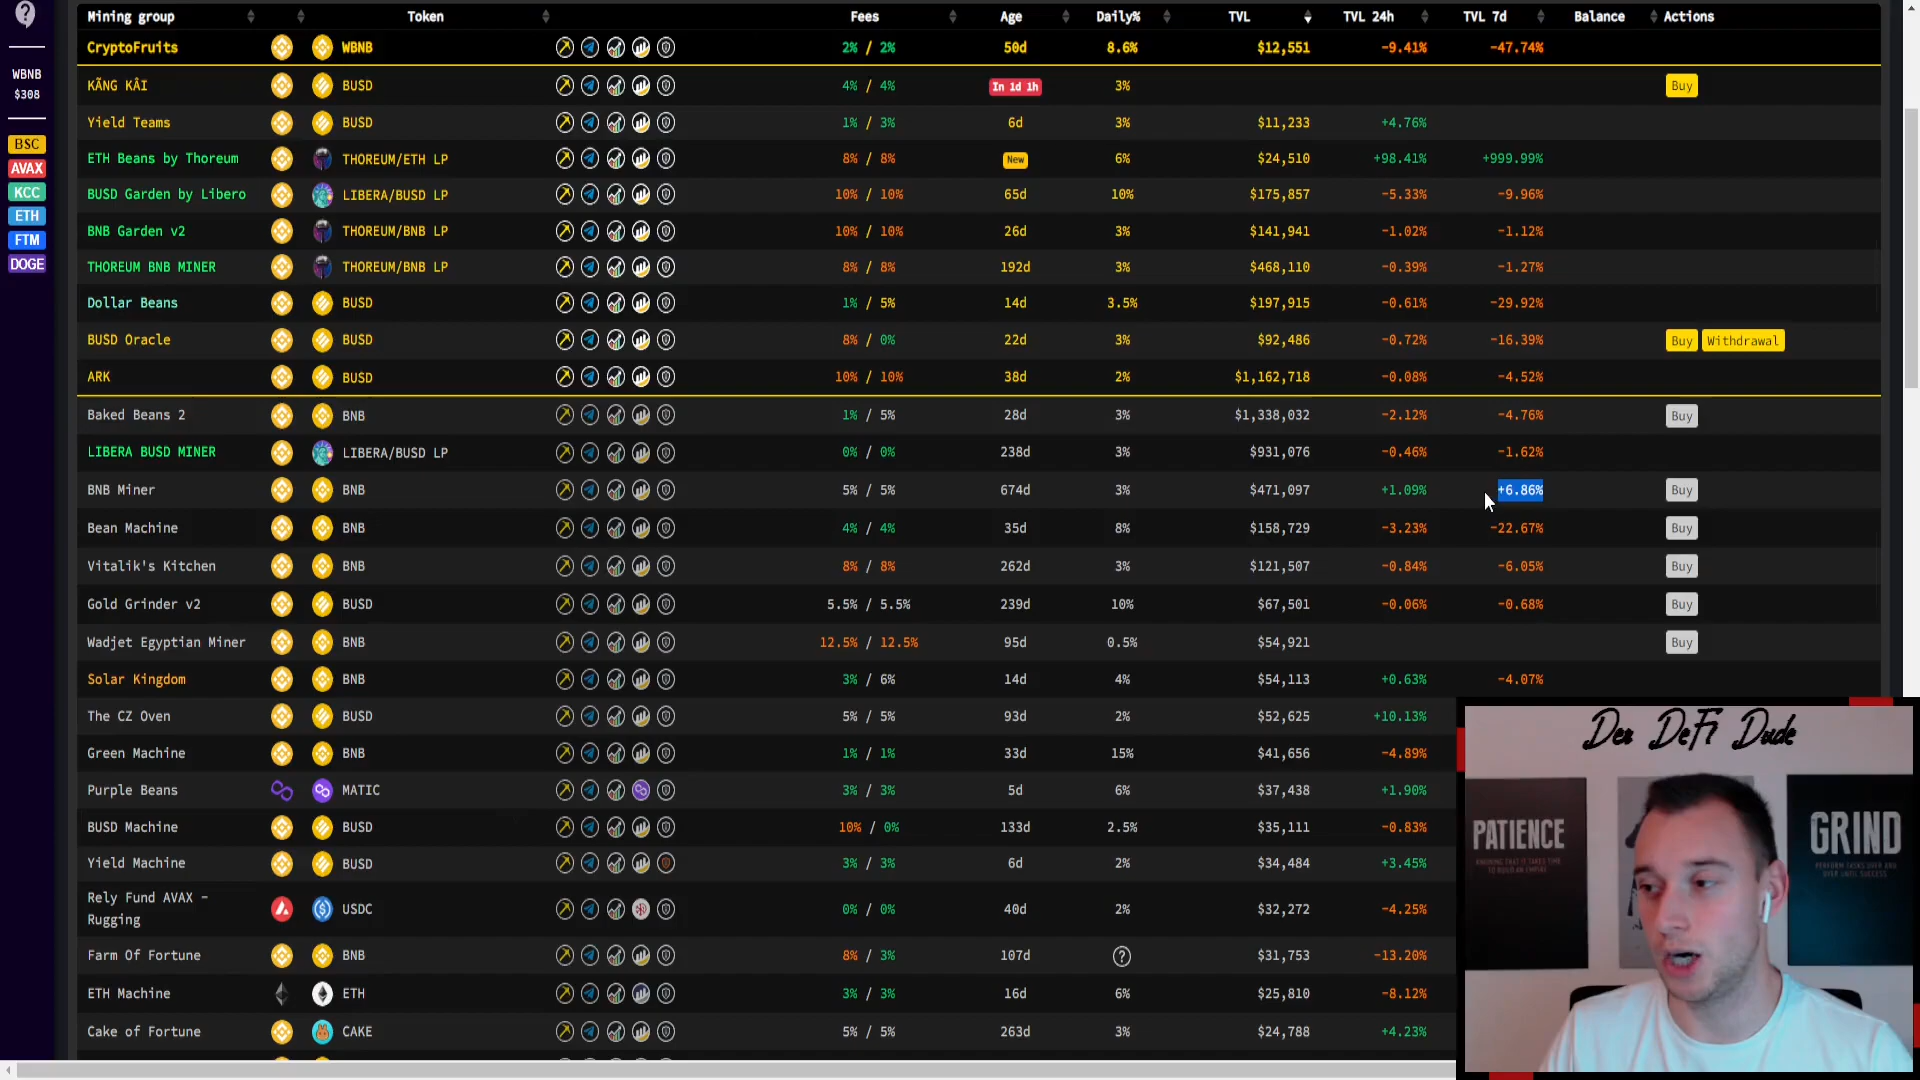 Mining group Token Fees Age Daily% TVL TVL 24h TVL 7d Balance Actions
CryptoFruits WBNB 2% / 2% 50d 8.6% $12,551 -9.41% -47.74%
WBNB
$308
KÃNG KÂI BUSD 4% / 4% In 1d 1h 3% Buy
Yield Teams BUSD 1% / 3% 6d 3% $11,233 +4.76%
BSC
ETH Beans by Thoreum THOREUM/ETH LP 8% / 8% New 6% $24,510 +98.41% +999.99%
AVAX
BUSD Garden by Libero LIBERA/BUSD LP 10% / 10% 65d 10% $175,857 -5.33% -9.96%
KCC
ETH
BNB Garden v2 THOREUM/BNB LP 10% / 10% 26d 3% $141,941 -1.02% -1.12%
FTM
THOREUM BNB MINER THOREUM/BNB LP 8% / 8% 192d 3% $468,110 -0.39% -1.27%
DOGE
Dollar Beans BUSD 1% / 5% 14d 3.5% $197,915 -0.61% -29.92%
BUSD Oracle BUSD 8% / 0% 22d 3% $92,486 -0.72% -16.39% Buy Withdrawal
ARK BUSD 10% / 10% 38d 2% $1,162,718 -0.08% -4.52%
Baked Beans 2 BNB 1% / 5% 28d 3% $1,338,032 -2.12% -4.76% Buy
LIBERA BUSD MINER LIBERA/BUSD LP 0% / 0% 238d 3% $931,076 -0.46% -1.62%
BNB Miner BNB 5% / 5% 674d 3% $471,097 +1.09% +6.86% Buy
Bean Machine BNB 4% / 4% 35d 8% $158,729 -3.23% -22.67% Buy
Vitalik's Kitchen BNB 8% / 8% 262d 3% $121,507 -0.84% -6.05% Buy
Gold Grinder v2 BUSD 5.5% / 5.5% 239d 10% $67,501 -0.06% -0.68% Buy
Wadjet Egyptian Miner BNB 12.5% / 12.5% 95d 0.5% $54,921 Buy
Solar Kingdom BNB 3% / 6% 14d 4% $54,113 +0.63% -4.07%
The CZ Oven BUSD 5% / 5% 93d 2% $52,625 +10.13%
Green Machine BNB 1% / 1% 33d 15% $41,656 -4.89%
Purple Beans MATIC 3% / 3% 5d 6% $37,438 +1.90%
BUSD Machine BUSD 10% / 0% 133d 2.5% $35,111 -0.83%
Yield Machine BUSD 3% / 3% 6d 2% $34,484 +3.45%
Rely Fund AVAX -
Rugging USDC 0% / 0% 40d 2% $32,272 -4.25%
Farm Of Fortune BNB 8% / 3% 107d ? $31,753 -13.20%
ETH Machine ETH 3% / 3% 16d 6% $25,810 -8.12%
Cake of Fortune CAKE 5% / 5% 263d 3% $24,788 +4.23%
Der DeFi Dude
PATIENCE
KNOWING THAT IT TAKES TIME
TO BUILD AN EMPIRE
GRIND
PERFORM TASKS OVER AND
OVER UNTIL SUCCESS